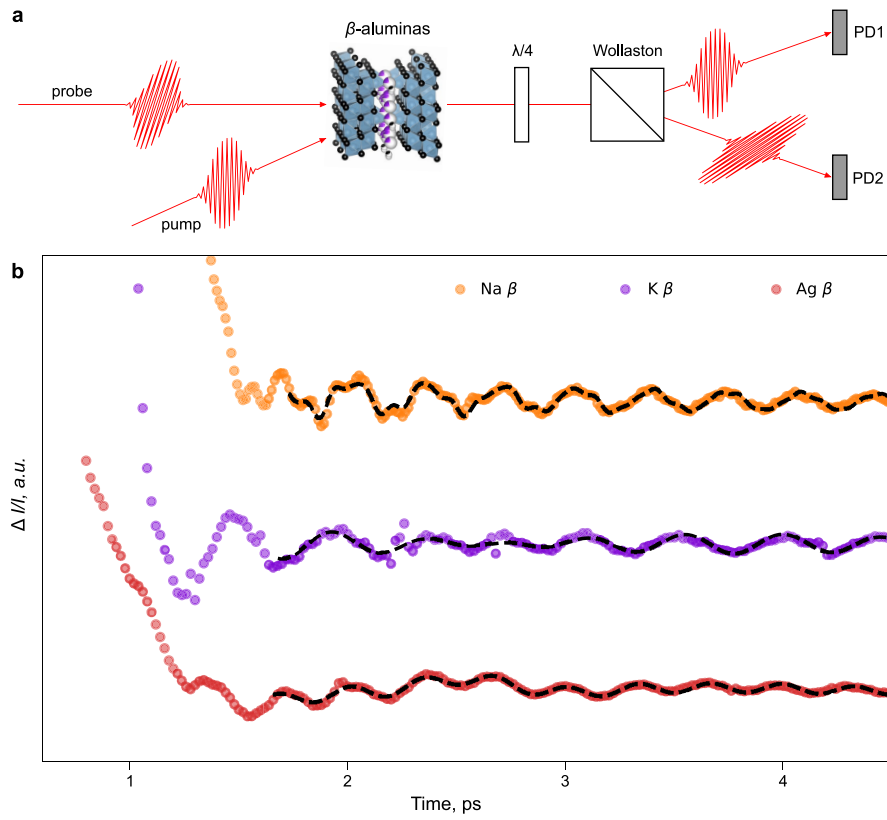 a
β-aluminas
λ/4
Wollaston
PD1
probe
PD2
pump
b
Na β
K β
Ag β
Δ I/I, a.u.
1
2
3
4
Time, ps